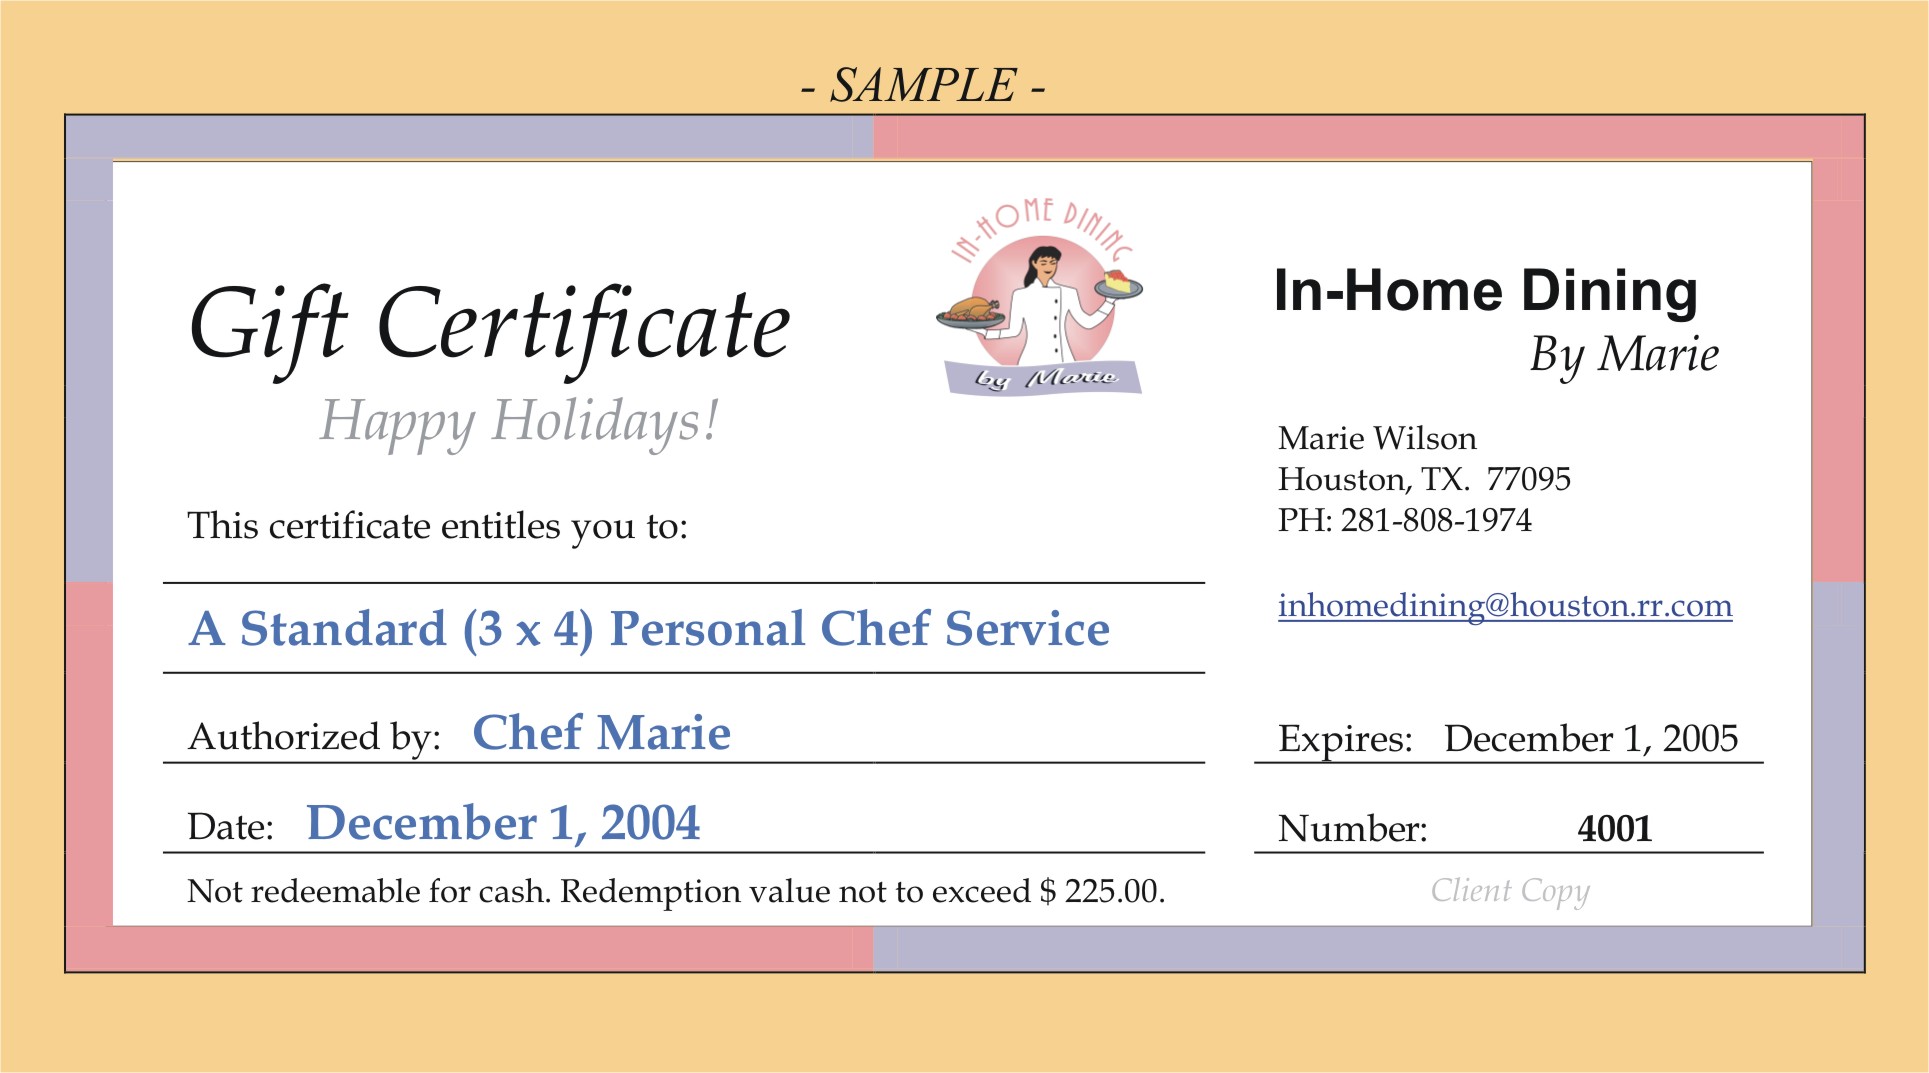 - SAMPLE -
IN-HOME DINING
by Marie
Gift Certificate
Happy Holidays!
In-Home Dining
By Marie
Marie Wilson
Houston, TX.  77095
PH: 281-808-1974
inhomedining@houston.rr.com
This certificate entitles you to:
A Standard (3 x 4) Personal Chef Service
Authorized by: Chef Marie
Expires: December 1, 2005
Date: December 1, 2004
Number: 4001
Not redeemable for cash. Redemption value not to exceed $ 225.00.
Client Copy